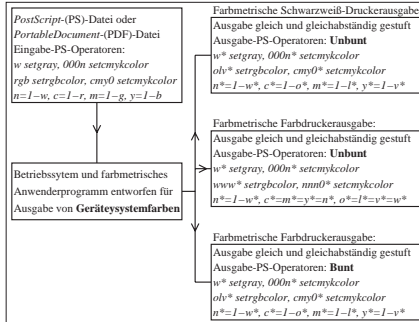 PostScript-(PS)-Datei oder
PortableDocument-(PDF)-Datei
Eingabe-PS-Operatoren:
w setgray, 000n setcmykcolor
rgb setrgbcolor, cmy0 setcmykcolor
n=1–w, c=1–r, m=1–g, y=1–b
Betriebssytem und farbmetrisches
Anwenderprogramm entworfen für
Ausgabe von Geräteysystemfarben
Farbmetrische Schwarzweiß-Druckerausgabe
Ausgabe gleich und gleichabständig gestuft
Ausgabe-PS-Operatoren: Unbunt
w* setgray, 000n* setcmykcolor
olv* setrgbcolor, cmy0* setcmykcolor
n*=1–w*, c*=1–o*, m*=1–l*, y*=1–v*
Farbmetrische Farbdruckerausgabe:
Ausgabe gleich und gleichabständig gestuft
Ausgabe-PS-Operatoren: Unbunt
w* setgray, 000n* setcmykcolor
www* setrgbcolor, nnn0* setcmykcolor
n*=1–w*, c*=m*=y*=n*, o*=l*=v*=w*
Farbmetrische Farbdruckerausgabe:
Ausgabe gleich und gleichabständig gestuft
Ausgabe-PS-Operatoren: Bunt
w* setgray, 000n* setcmykcolor
olv* setrgbcolor, cmy0* setcmykcolor
n*=1–w*, c*=1–o*, m*=1–l*, y*=1–v*